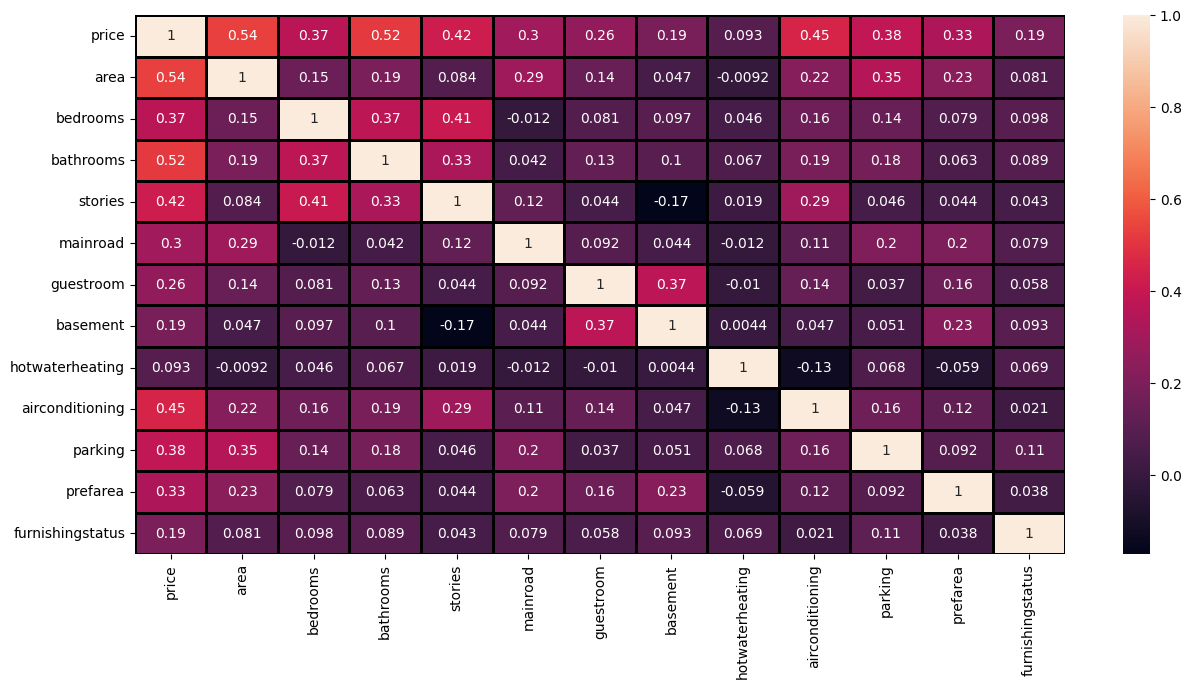 price 1 0.54 0.37 0.52 0.42 0.3 0.26 0.19 0.093 0.45 0.38 0.33 0.19
area 0.54 1 0.15 0.19 0.084 0.29 0.14 0.047 -0.0092 0.22 0.35 0.23 0.081
bedrooms 0.37 0.15 1 0.37 0.41 -0.012 0.081 0.097 0.046 0.16 0.14 0.079 0.098
bathrooms 0.52 0.19 0.37 1 0.33 0.042 0.13 0.1 0.067 0.19 0.18 0.063 0.089
stories 0.42 0.084 0.41 0.33 1 0.12 0.044 -0.17 0.019 0.29 0.046 0.044 0.043
mainroad 0.3 0.29 -0.012 0.042 0.12 1 0.092 0.044 -0.012 0.11 0.2 0.2 0.079
guestroom 0.26 0.14 0.081 0.13 0.044 0.092 1 0.37 -0.01 0.14 0.037 0.16 0.058
basement 0.19 0.047 0.097 0.1 -0.17 0.044 0.37 1 0.0044 0.047 0.051 0.23 0.093
hotwaterheating 0.093 -0.0092 0.046 0.067 0.019 -0.012 -0.01 0.0044 1 -0.13 0.068 -0.059 0.069
airconditioning 0.45 0.22 0.16 0.19 0.29 0.11 0.14 0.047 -0.13 1 0.16 0.12 0.021
parking 0.38 0.35 0.14 0.18 0.046 0.2 0.037 0.051 0.068 0.16 1 0.092 0.11
prefarea 0.33 0.23 0.079 0.063 0.044 0.2 0.16 0.23 -0.059 0.12 0.092 1 0.038
furnishingstatus 0.19 0.081 0.098 0.089 0.043 0.079 0.058 0.093 0.069 0.021 0.11 0.038 1
price area bedrooms bathrooms stories mainroad guestroom basement hotwaterheating airconditioning parking prefarea furnishingstatus
1.0
0.8
0.6
0.4
0.2
0.0